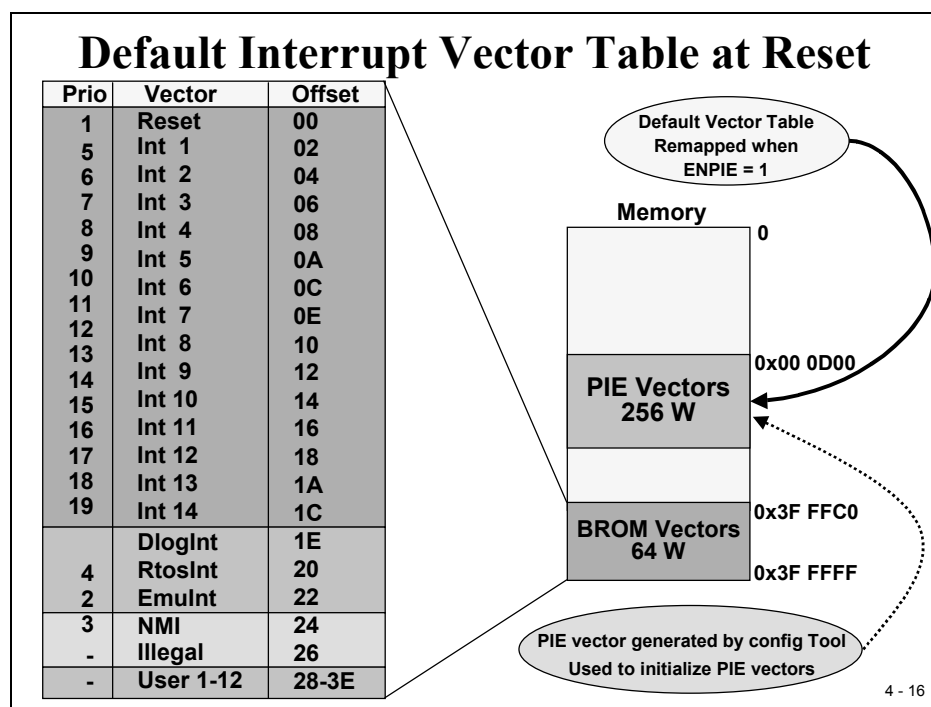 Default Interrupt Vector Table at Reset
Prio Vector Offset
1 Reset 00
5 Int 1 02
6 Int 2 04
7 Int 3 06
8 Int 4 08
9 Int 5 0A
10 Int 6 0C
11 Int 7 0E
12 Int 8 10
13 Int 9 12
14 Int 10 14
15 Int 11 16
16 Int 12 18
17 Int 13 1A
18 Int 14 1C
19
DlogInt 1E
4 RtosInt 20
2 EmuInt 22
3 NMI 24
- Illegal 26
- User 1-12 28-3E
Default Vector Table
Remapped when
ENPIE = 1
Memory
0
0x00 0D00
PIE Vectors
256 W
0x3F FFC0
BROM Vectors
64 W
0x3F FFFF
PIE vector generated by config Tool
Used to initialize PIE vectors
4 - 16